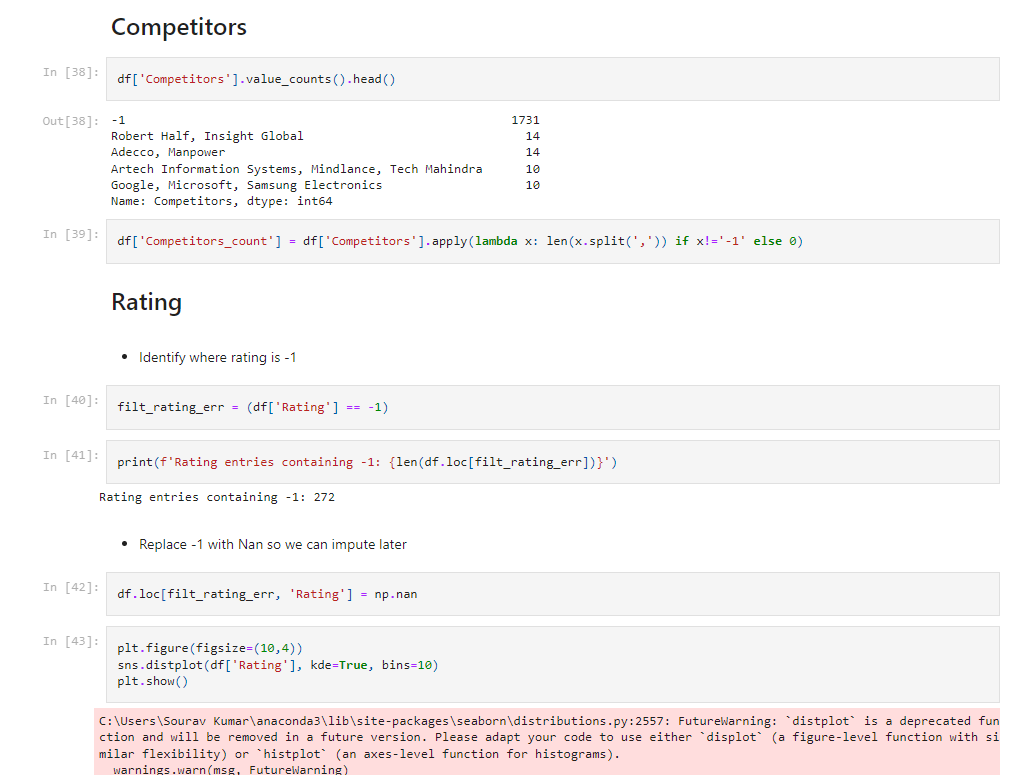 Competitors
In [38]: df['Competitors'].value_counts().head()
Out[38]: -1 1731
Robert Half, Insight Global 14
Adecco, Manpower 14
Artech Information Systems, Mindlance, Tech Mahindra 10
Google, Microsoft, Samsung Electronics 10
Name: Competitors, dtype: int64
In [39]: df['Competitors_count'] = df['Competitors'].apply(lambda x: len(x.split(',')) if x!='-1' else 0)
Rating
• Identify where rating is -1
In [40]: filt_rating_err = (df['Rating'] == -1)
In [41]: print(f'Rating entries containing -1: {len(df.loc[filt_rating_err])}')
Rating entries containing -1: 272
• Replace -1 with Nan so we can impute later
In [42]: df.loc[filt_rating_err, 'Rating'] = np.nan
In [43]: plt.figure(figsize=(10,4))
sns.distplot(df['Rating'], kde=True, bins=10)
plt.show()
C:\Users\Sourav Kumar\anaconda3\lib\site-packages\seaborn\distributions.py:2557: FutureWarning: `distplot` is a deprecated fun
ction and will be removed in a future version. Please adapt your code to use either `displot` (a figure-level function with si
milar flexibility) or `histplot` (an axes-level function for histograms).
warnings.warn(msg, FutureWarning)